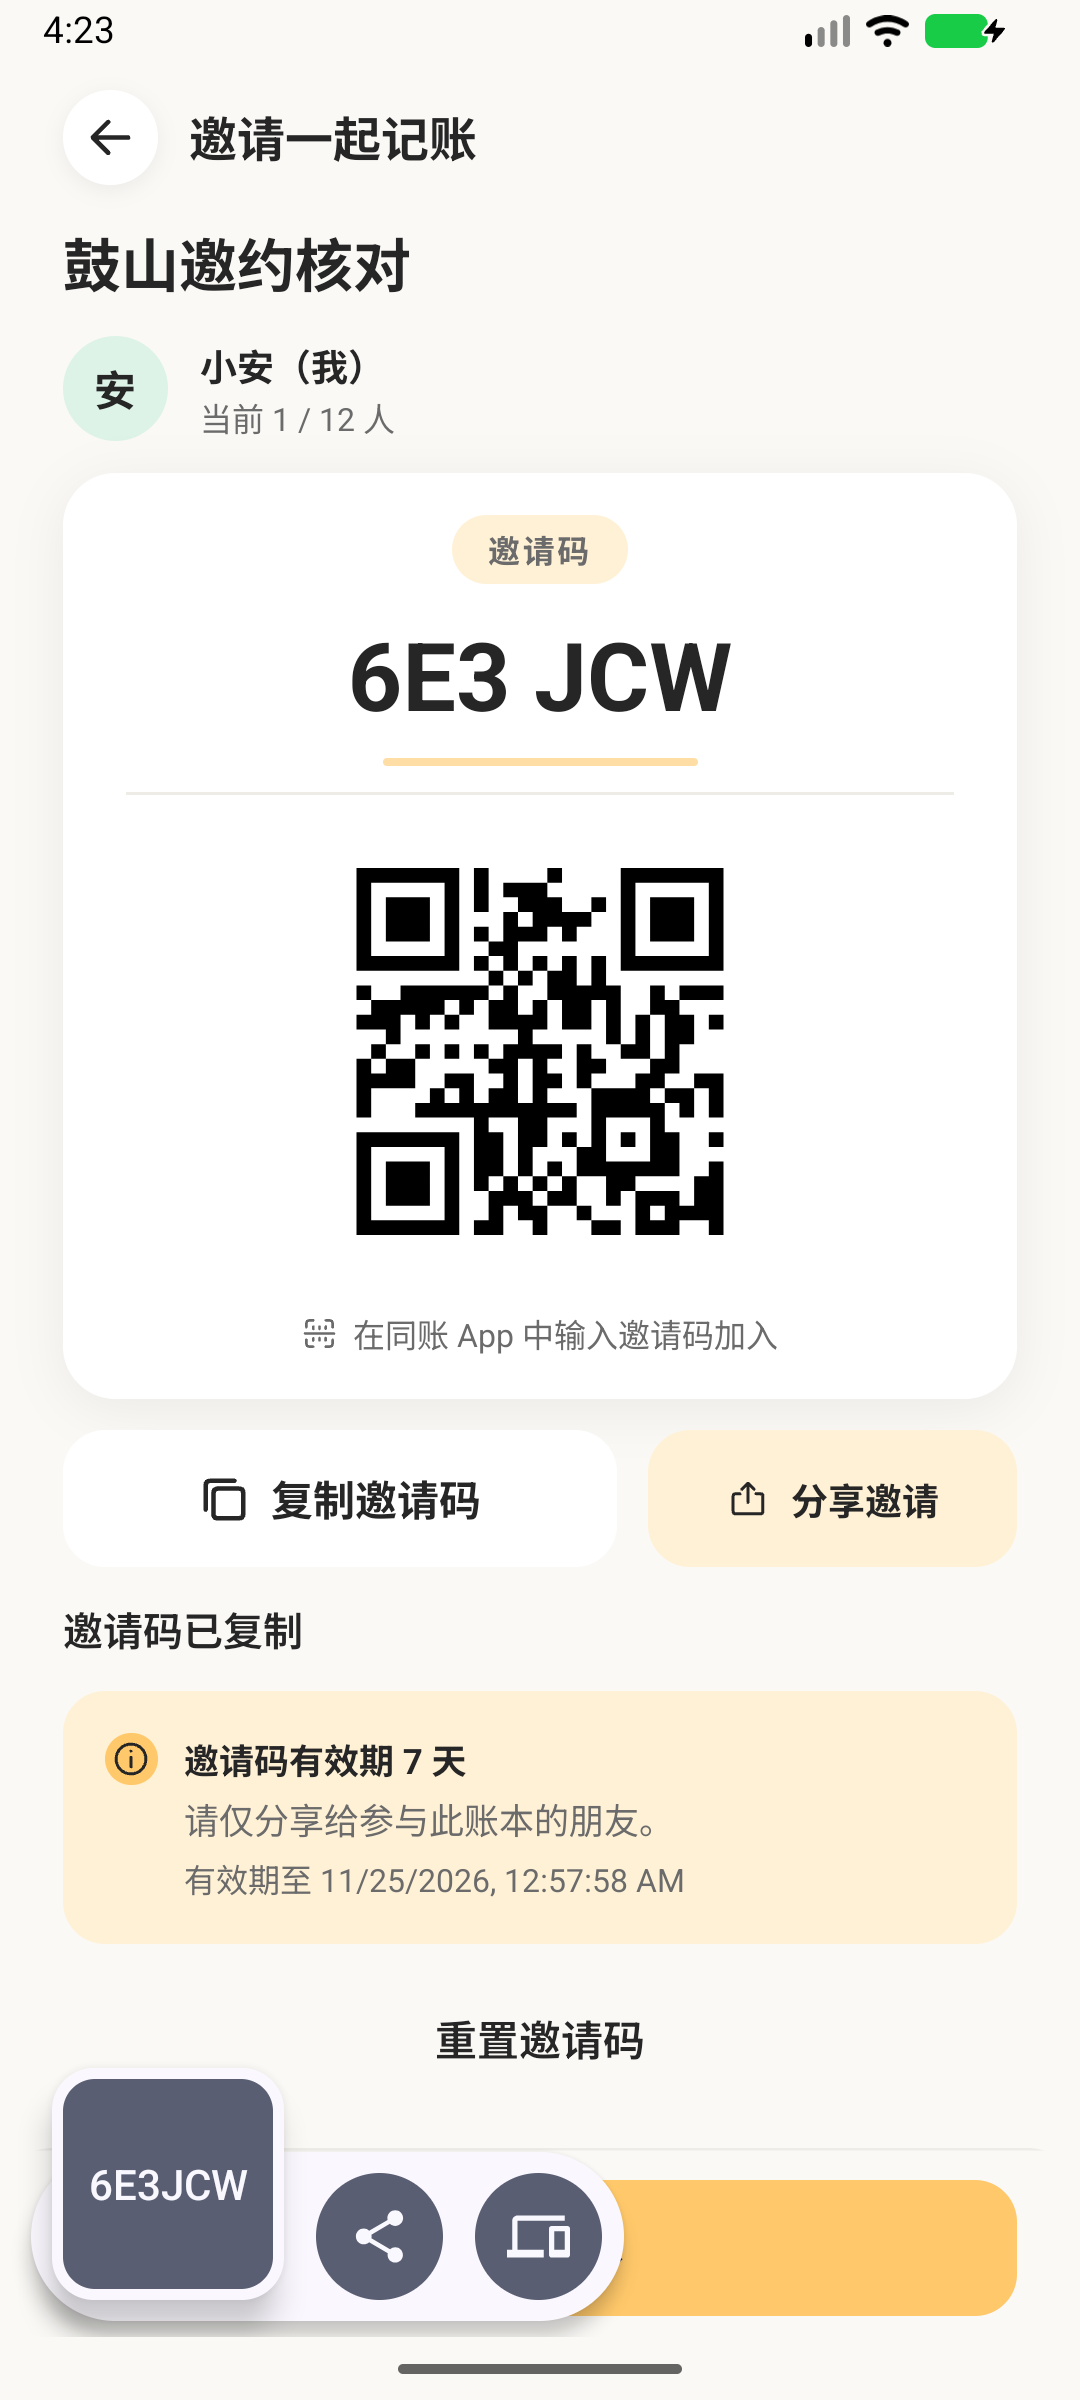 4:23
邀请一起记账
鼓山邀约核对
安
小安（我）
当前 1 / 12 人
邀请码
6E3 JCW
在同账 App 中输入邀请码加入
复制邀请码
分享邀请
邀请码已复制
邀请码有效期 7 天
请仅分享给参与此账本的朋友。
有效期至 11/25/2026, 12:57:58 AM
重置邀请码
6E3JCW